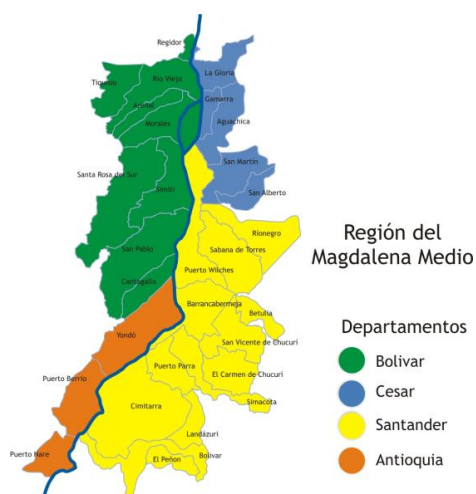 Regidor
La Gloria
Rio Viejo
Tiquisio
Gamarra
Arenal
Aguachica
Morales
San Martín
Santa Rosa del Sur
Simití
San Alberto
Rionegro
Región del
Magdalena Medio
San Pablo
Sabana de Torres
Puerto Wilches
Cantagallo
Barrancabermeja
Betulia
Departamentos
Yondó
San Vicente de Chucurí
Bolivar
Puerto Parra
Puerto Berrio
El Carmen de Chucurí
Cesar
Cimitarra
Simacota
Santander
Landázuri
Puerto Nare
El Peñon
Bolívar
Antioquia